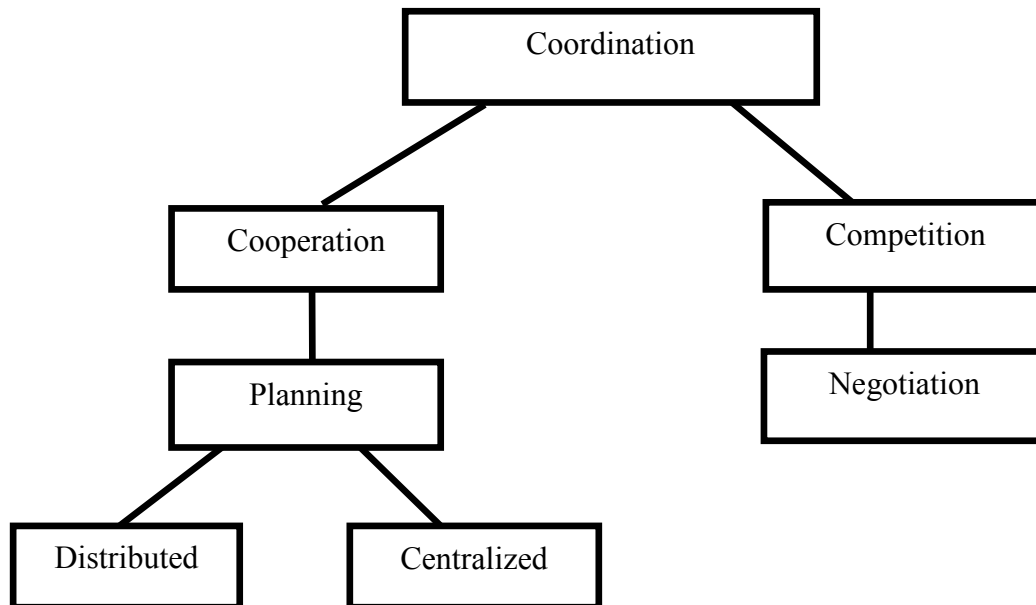 Coordination
Cooperation
Competition
Planning
Negotiation
Distributed
Centralized